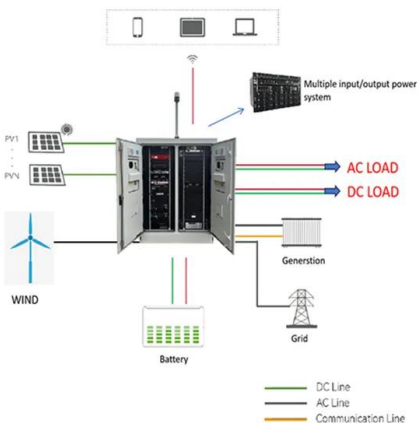 Multiple input/output power
system
PV1
PVN
AC LOAD
DC LOAD
WIND
Generstion
Battery
Grid
DC Line
AC Line
Communication Line